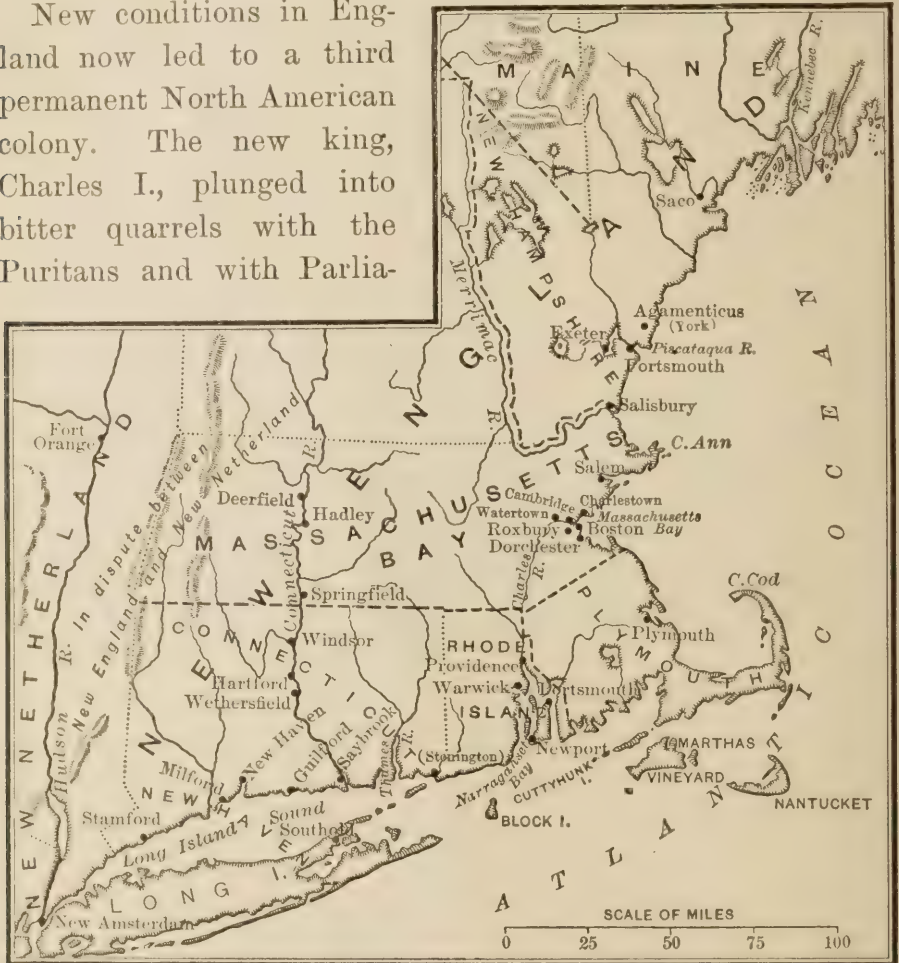 New conditions in Eng-
land now led to a third
permanent North American
colony. The new king,
Charles I., plunged into
bitter quarrels with the
Puritans and with Parlia-
MAINE
Kennebec R.
NEW HAMPSHIRE
Saco
Merrimac R.
Agamenticus
(York)
Exeter
Piscataqua R.
Portsmouth
Salisbury
NEW ENGLAND
Fort
Orange
C. Ann
Salem
Deerfield
Hadley
Cambridge
Charlestown
Watertown
Massachusetts
Roxbury
Boston Bay
Dorchester
MASSACHUSETTS
BAY
Connecticut R.
Charles
R.
Springfield
In dispute between
New England and New Netherland
C. Cod
PLYMOUTH
Plymouth
CONNECTICUT
Windsor
RHODE
Providence
Hartford
Wethersfield
Warwick
Portsmouth
ISLAND
NEW NETHERLAND
Hudson R.
New Haven
Guilford
Saybrook
Thames R.
(Stonington)
Newport
Narragansett
Bay
CUTTYHUNK
I.
MARTHAS
VINEYARD
NANTUCKET
Milford
NEW HAVEN
Stamford
Long Island Sound
Southold
BLOCK I.
LONG I.
New Amsterdam
ATLANTIC OCEAN
SCALE OF MILES
0 25 50 75 100